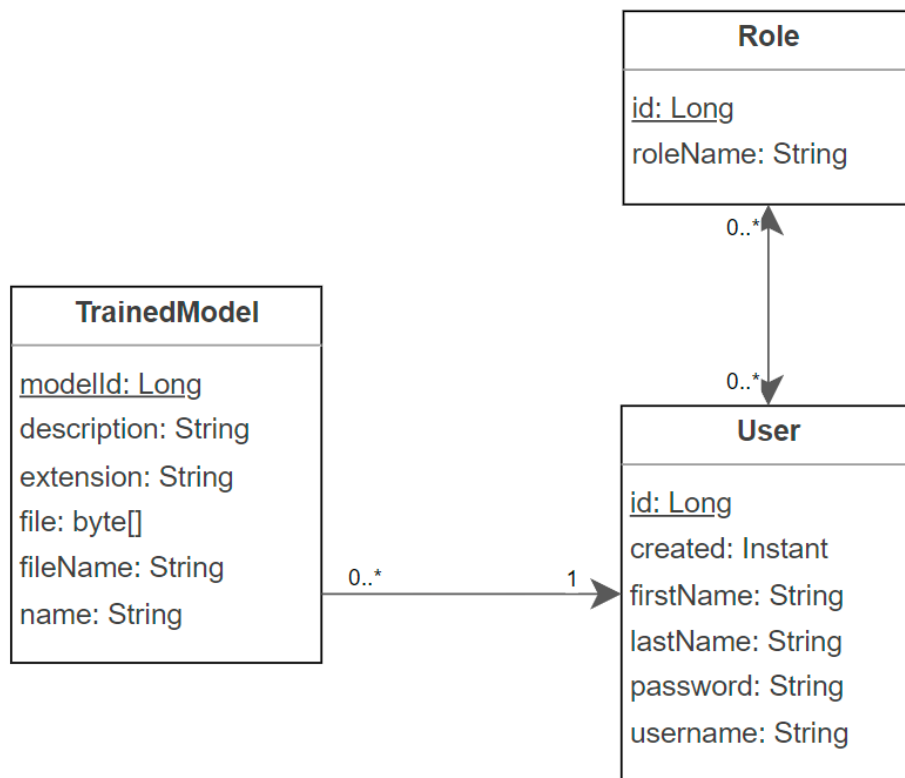 Role
id: Long
roleName: String
0..*
0..*
TrainedModel
modelId: Long
description: String
extension: String
file: byte[]
fileName: String
name: String
0..*
1
User
id: Long
created: Instant
firstName: String
lastName: String
password: String
username: String